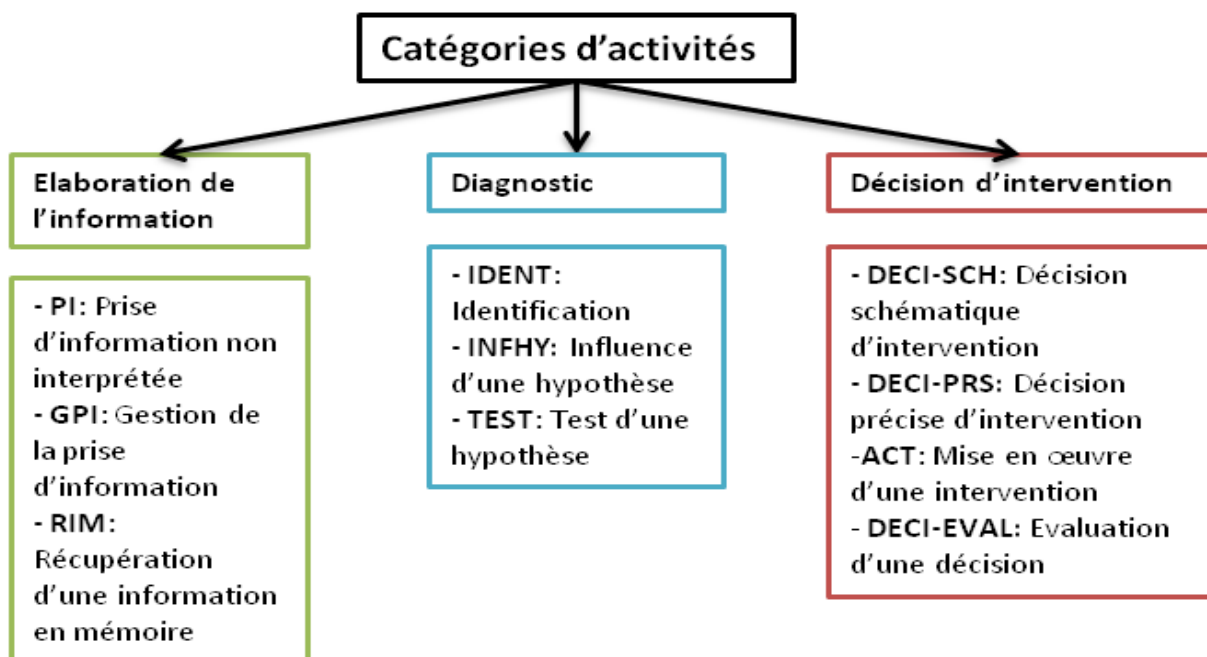 Catégories d'activités
Elaboration de
l'information
- PI: Prise
d'information non
interprétée
- GPI: Gestion de
la prise
d'information
- RIM:
Récupération
d'une information
en mémoire
Diagnostic
- IDENT:
Identification
- INFHY: Influence
d'une hypothèse
- TEST: Test d'une
hypothèse
Décision d'intervention
- DECI-SCH: Décision
schématique
d'intervention
- DECI-PRS: Décision
précise d'intervention
-ACT: Mise en œuvre
d'une intervention
- DECI-EVAL: Evaluation
d'une décision